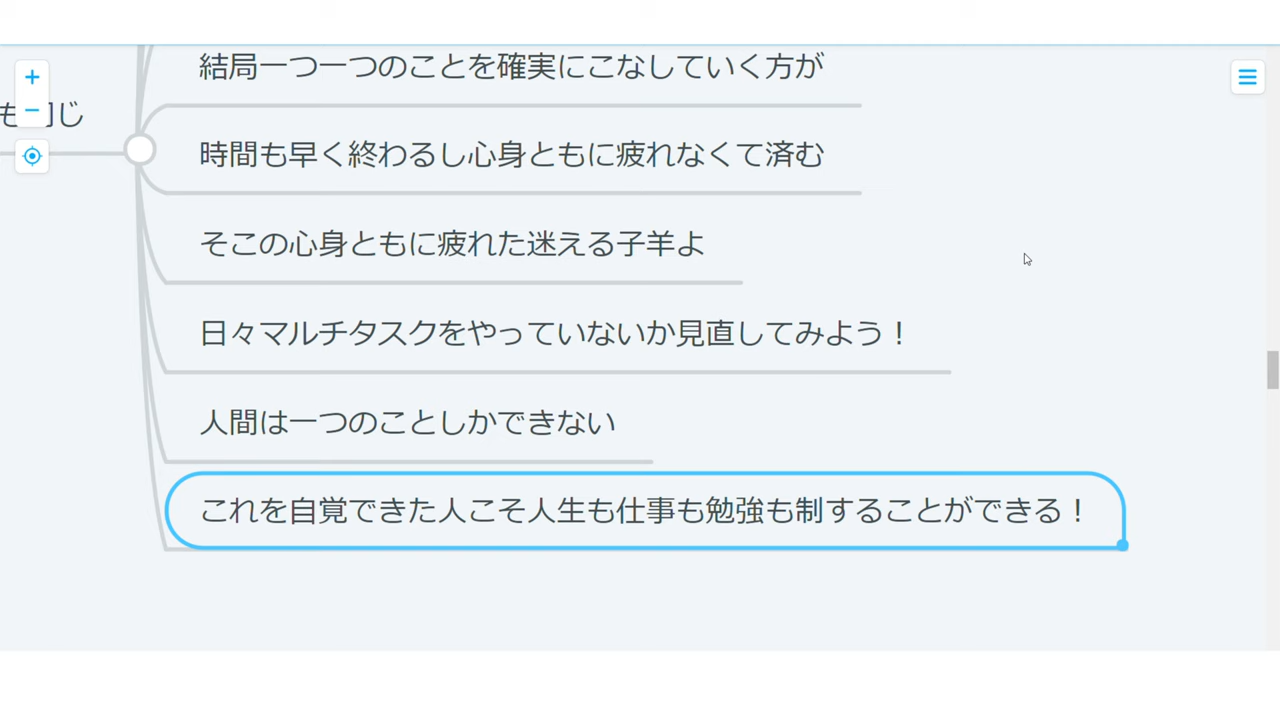 結局一つ一つのことを確実にこなしていく方が
も同じ
時間も早く終わるし心身ともに疲れなくて済む
そこの心身ともに疲れた迷える子羊よ
日々マルチタスクをやっていないか見直してみよう！
人間は一つのことしかできない
これを自覚できた人こそ人生も仕事も勉強も制することができる！